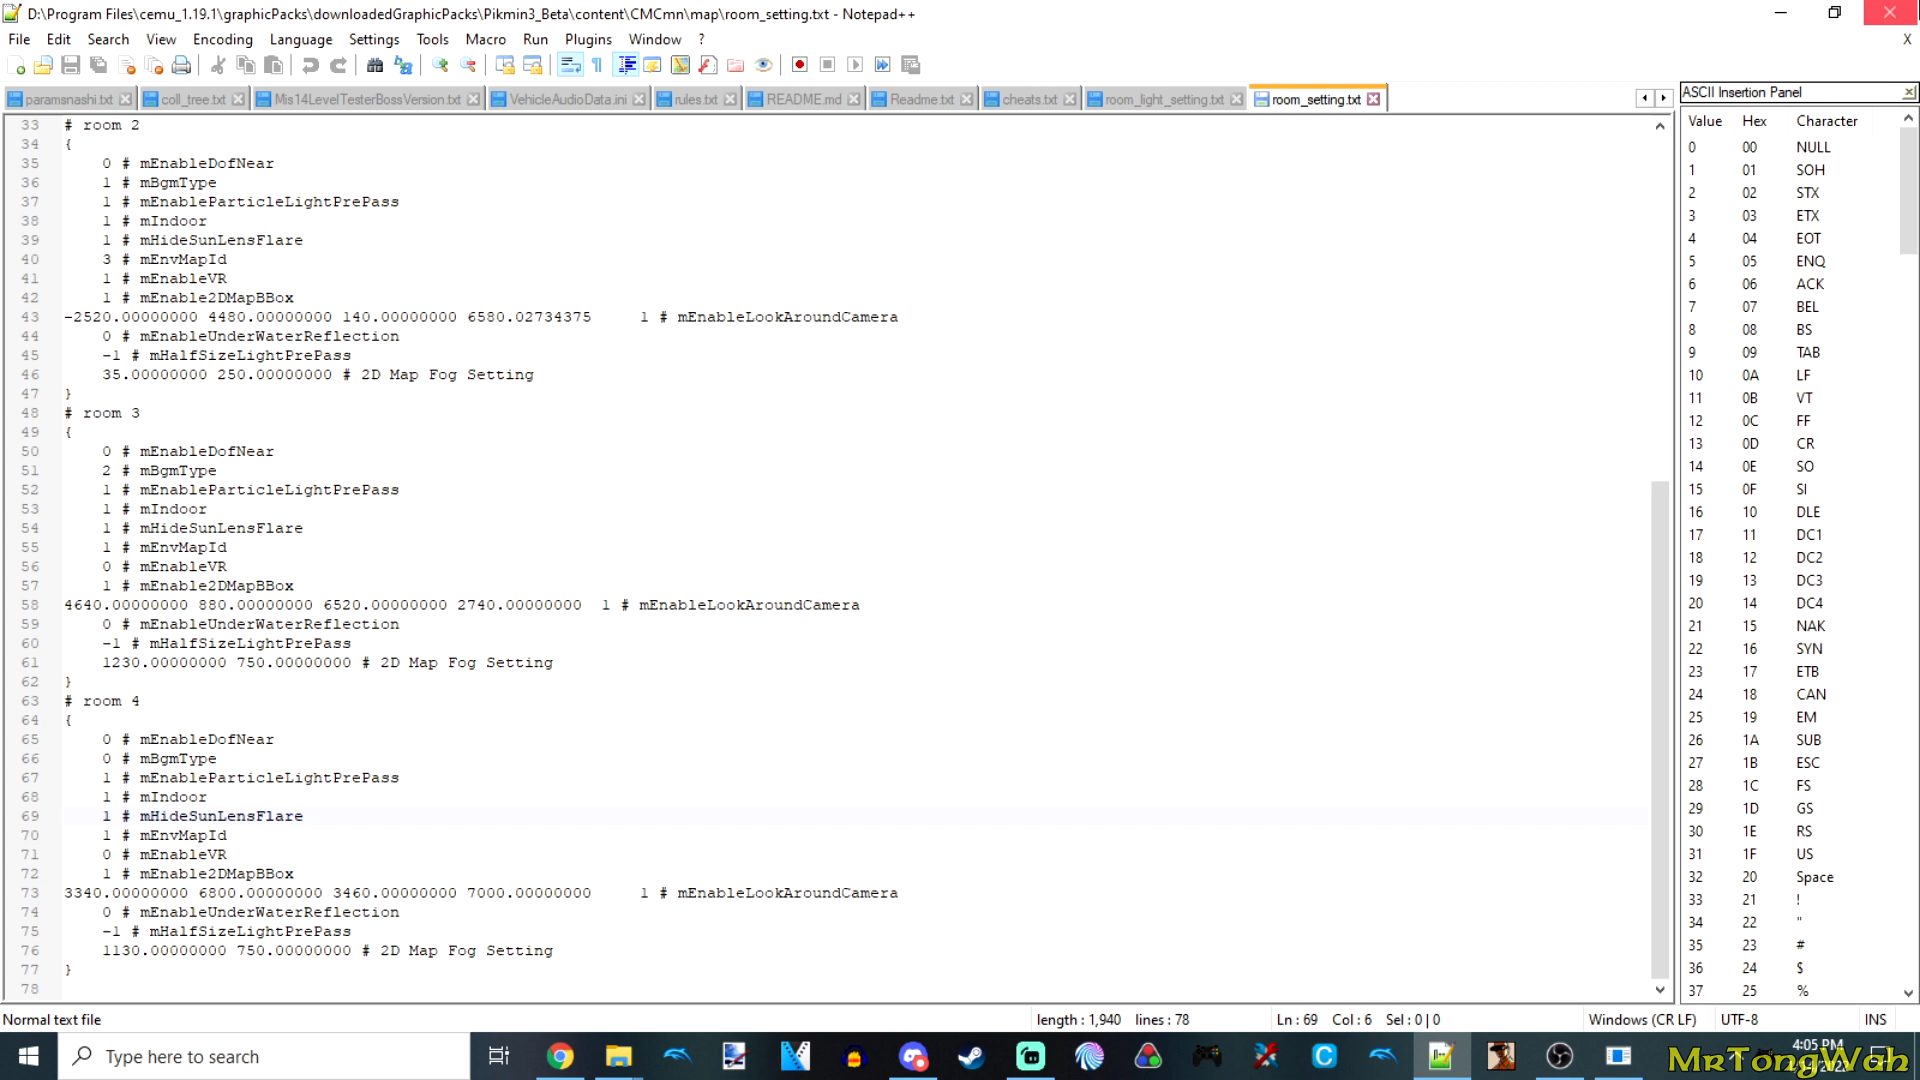 D:\Program Files\cemu_1.19.1\graphicPacks\downloadedGraphicPacks\Pikmin3_Beta\content\CMCmn\map\room_setting.txt - Notepad++
File Edit Search View Encoding Language Settings Tools Macro Run Plugins Window ? X
paramsnashi.txt coll_tree.txt Mis14LevelTesterBossVersion.txt VehicleAudioData.ini rules.txt README.md Readme.txt cheats.txt room_light_setting.txt room_setting.txt
33 # room 2
34 {
35 0 # mEnableDofNear
36 1 # mBgmType
37 1 # mEnableParticleLightPrePass
38 1 # mIndoor
39 1 # mHideSunLensFlare
40 3 # mEnvMapId
41 1 # mEnableVR
42 1 # mEnable2DMapBBox
43 -2520.00000000 4480.00000000 140.00000000 6580.02734375 1 # mEnableLookAroundCamera
44 0 # mEnableUnderWaterReflection
45 -1 # mHalfSizeLightPrePass
46 35.00000000 250.00000000 # 2D Map Fog Setting
47 }
48 # room 3
49 {
50 0 # mEnableDofNear
51 2 # mBgmType
52 1 # mEnableParticleLightPrePass
53 1 # mIndoor
54 1 # mHideSunLensFlare
55 1 # mEnvMapId
56 0 # mEnableVR
57 1 # mEnable2DMapBBox
58 4640.00000000 880.00000000 6520.00000000 2740.00000000 1 # mEnableLookAroundCamera
59 0 # mEnableUnderWaterReflection
60 -1 # mHalfSizeLightPrePass
61 1230.00000000 750.00000000 # 2D Map Fog Setting
62 }
63 # room 4
64 {
65 0 # mEnableDofNear
66 0 # mBgmType
67 1 # mEnableParticleLightPrePass
68 1 # mIndoor
69 1 # mHideSunLensFlare
70 1 # mEnvMapId
71 0 # mEnableVR
72 1 # mEnable2DMapBBox
73 3340.00000000 6800.00000000 3460.00000000 7000.00000000 1 # mEnableLookAroundCamera
74 0 # mEnableUnderWaterReflection
75 -1 # mHalfSizeLightPrePass
76 1130.00000000 750.00000000 # 2D Map Fog Setting
77 }
78
ASCII Insertion Panel
Value Hex Character
0 00 NULL
1 01 SOH
2 02 STX
3 03 ETX
4 04 EOT
5 05 ENQ
6 06 ACK
7 07 BEL
8 08 BS
9 09 TAB
10 0A LF
11 0B VT
12 0C FF
13 0D CR
14 0E SO
15 0F SI
16 10 DLE
17 11 DC1
18 12 DC2
19 13 DC3
20 14 DC4
21 15 NAK
22 16 SYN
23 17 ETB
24 18 CAN
25 19 EM
26 1A SUB
27 1B ESC
28 1C FS
29 1D GS
30 1E RS
31 1F US
32 20 Space
33 21 !
34 22 "
35 23 #
36 24 $
37 25 %
Normal text file length : 1,940 lines : 78 Ln : 69 Col : 6 Sel : 0 | 0 Windows (CR LF) UTF-8 INS
Type here to search
4:05 PM
MrTongWah